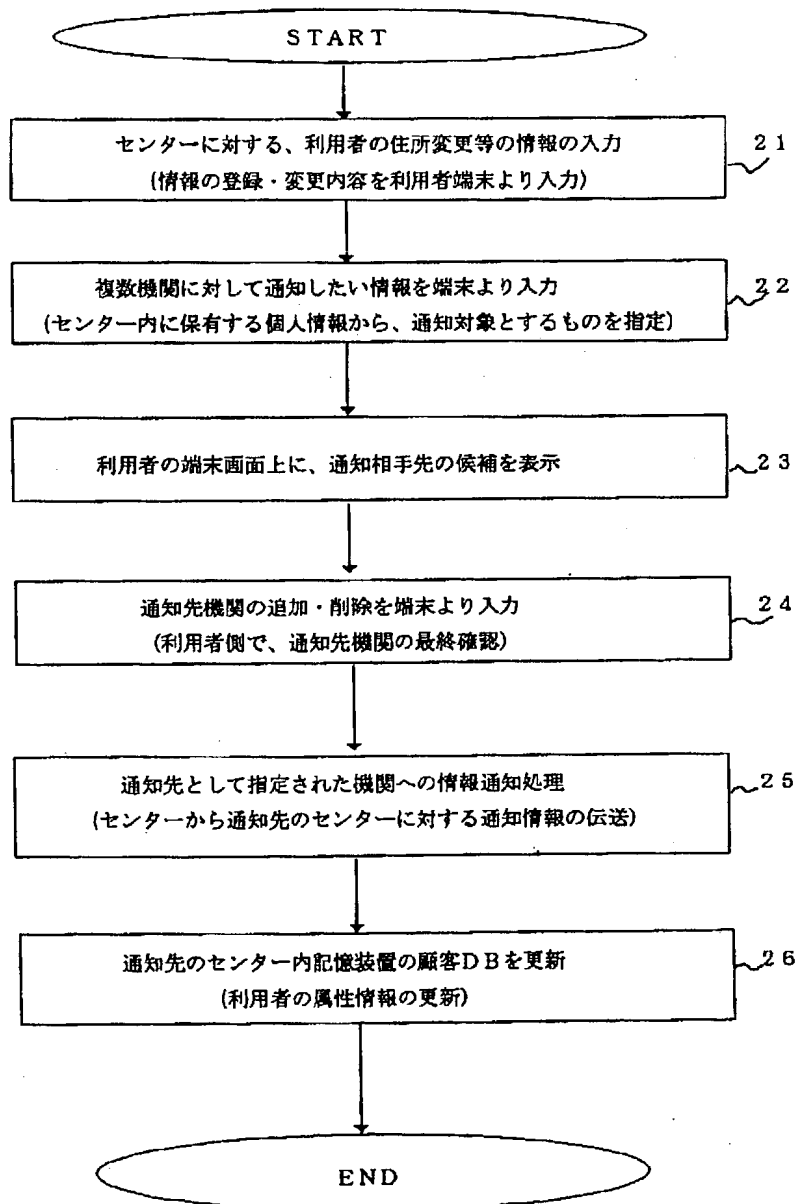 START
センターに対する、利用者の住所変更等の情報の入力
(情報の登録・変更内容を利用者端末より入力)
21
複数機関に対して通知したい情報を端末より入力
(センター内に保有する個人情報から、通知対象とするものを指定)
22
利用者の端末画面上に、通知相手先の候補を表示
23
通知先機関の追加・削除を端末より入力
(利用者側で、通知先機関の最終確認)
24
通知先として指定された機関への情報通知処理
(センターから通知先のセンターに対する通知情報の伝送)
25
通知先のセンター内記憶装置の顧客DBを更新
(利用者の属性情報の更新)
26
END